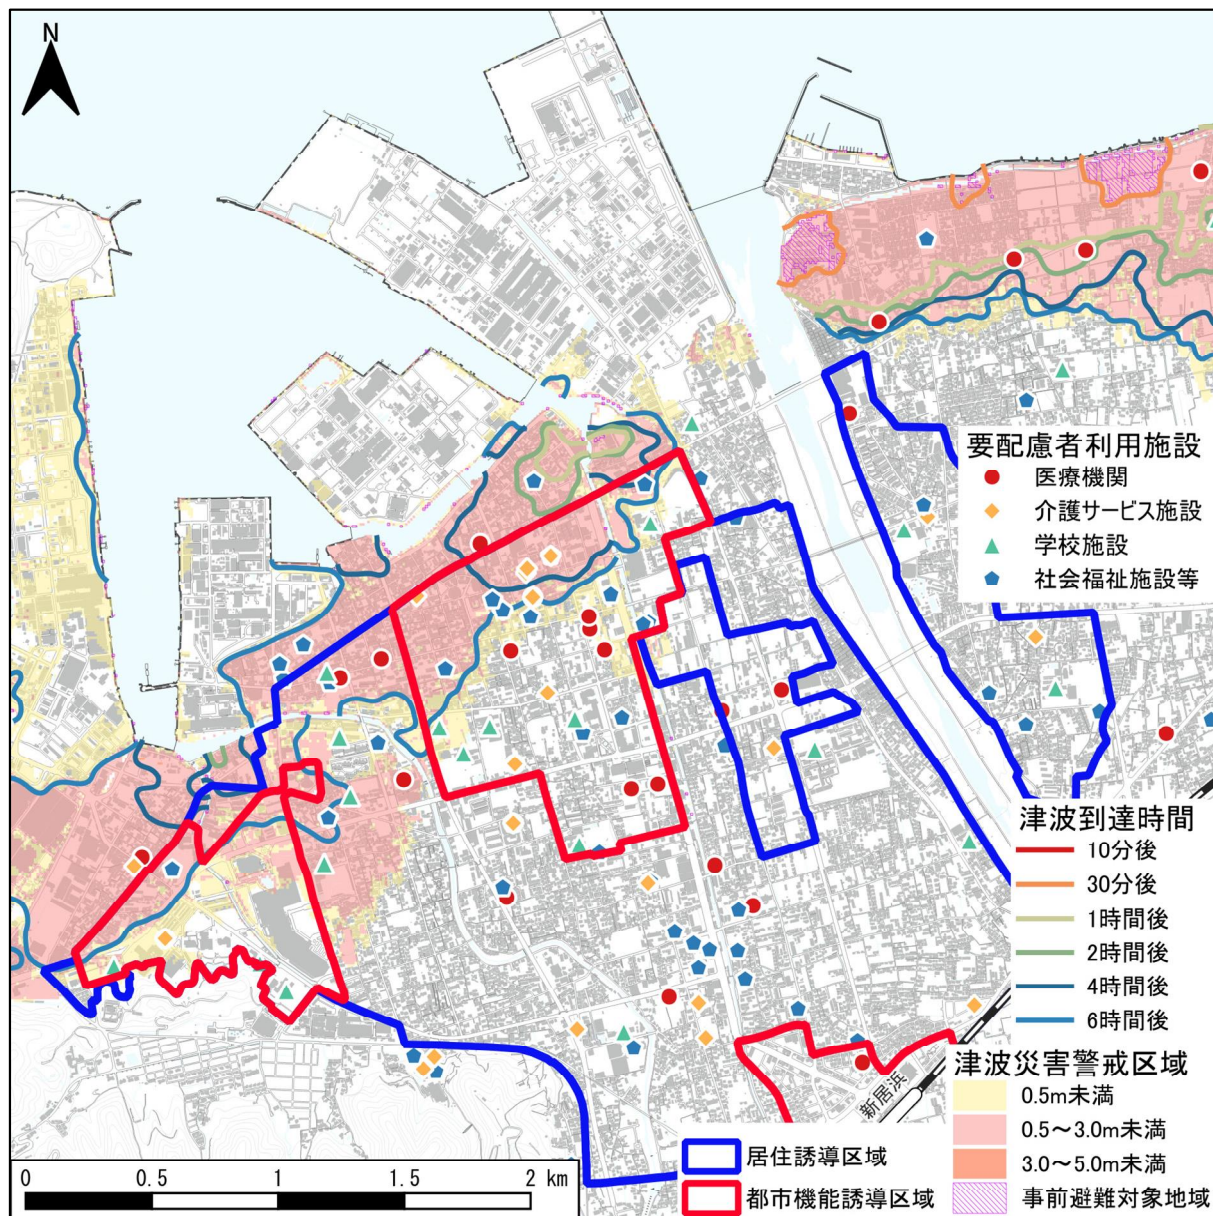 N
要配慮者利用施設
医療機関
介護サービス施設
学校施設
社会福祉施設等
津波到達時間
10分後
30分後
1時間後
2時間後
4時間後
6時間後
新居浜
津波災害警戒区域
0.5m未満
0.5～3.0m未満
3.0～5.0m未満
事前避難対象地域
居住誘導区域
都市機能誘導区域
0 0.5 1 1.5 2 km